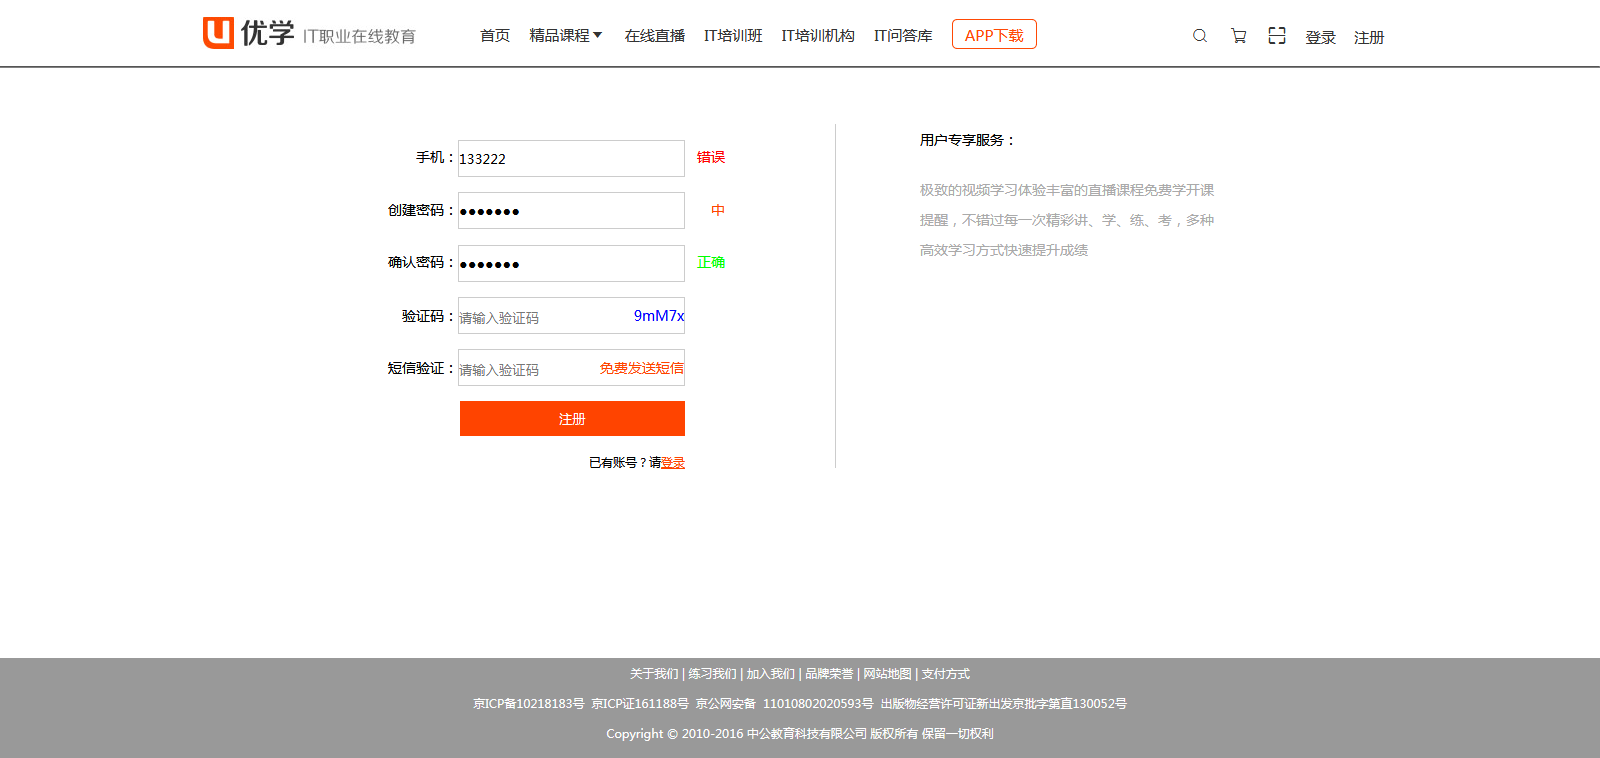 优学 IT职业在线教育 首页 精品课程 在线直播 IT培训班 IT培训机构 IT问答库 APP下载 登录 注册
手机：133222 错误
创建密码：●●●●●●● 中
确认密码：●●●●●●● 正确
验证码：请输入验证码 9mM7x
短信验证：请输入验证码 免费发送短信
注册
已有账号？请登录
用户专享服务：
极致的视频学习体验丰富的直播课程免费学开课
提醒，不错过每一次精彩讲、学、练、考，多种
高效学习方式快速提升成绩
关于我们 | 练习我们 | 加入我们 | 品牌荣誉 | 网站地图 | 支付方式
京ICP备10218183号 京ICP证161188号 京公网安备 11010802020593号 出版物经营许可证新出发京批字第直130052号
Copyright © 2010-2016 中公教育科技有限公司 版权所有 保留一切权利